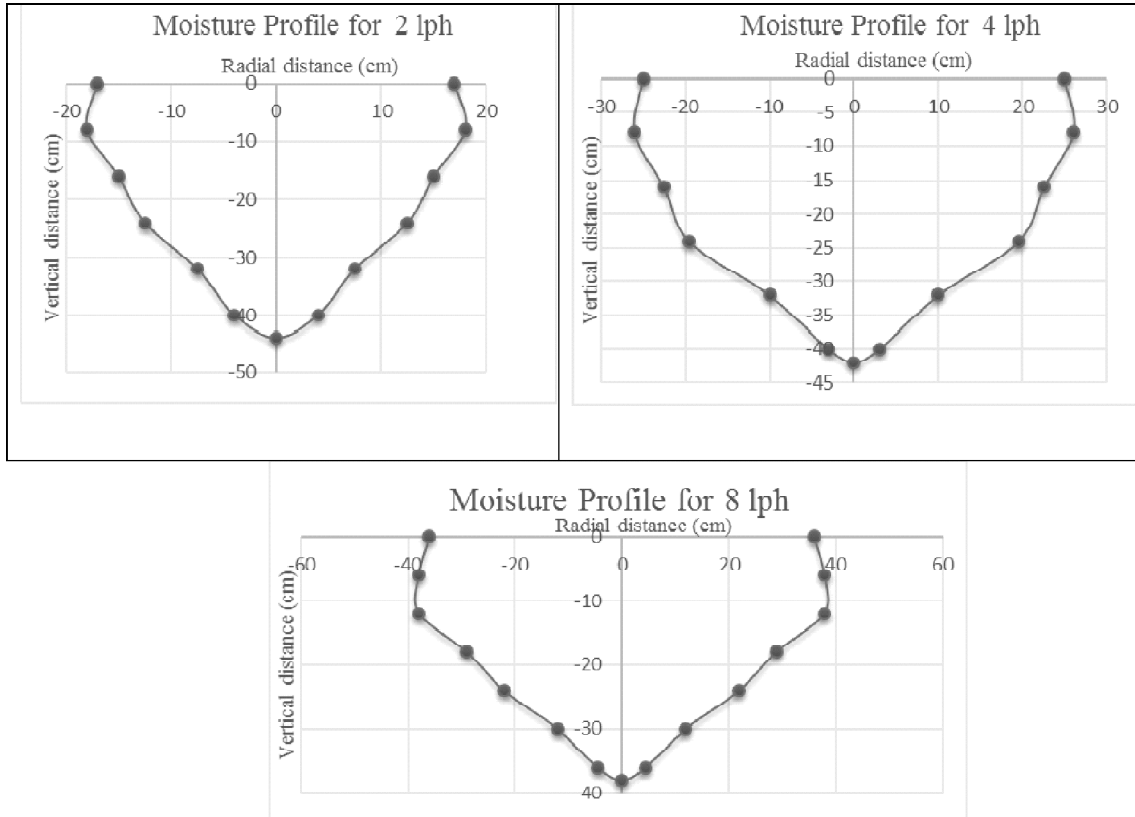 Moisture Profile for 2 lph
Radial distance (cm)
0
-20 -10 0 10 20
-10
-20
-30
-40
-50
Vertical distance (cm)
Moisture Profile for 4 lph
Radial distance (cm)
0
-30 -20 -10 0 10 20 30
-5
-10
15
-20
-25
-30
-35
-40
-45
Vertical distance (cm)
Moisture Profile for 8 lph
Radial distance (cm)
0
-60 -40 -20 0 20 40 60
-10
-20
-30
40
Vertical distance (cm)